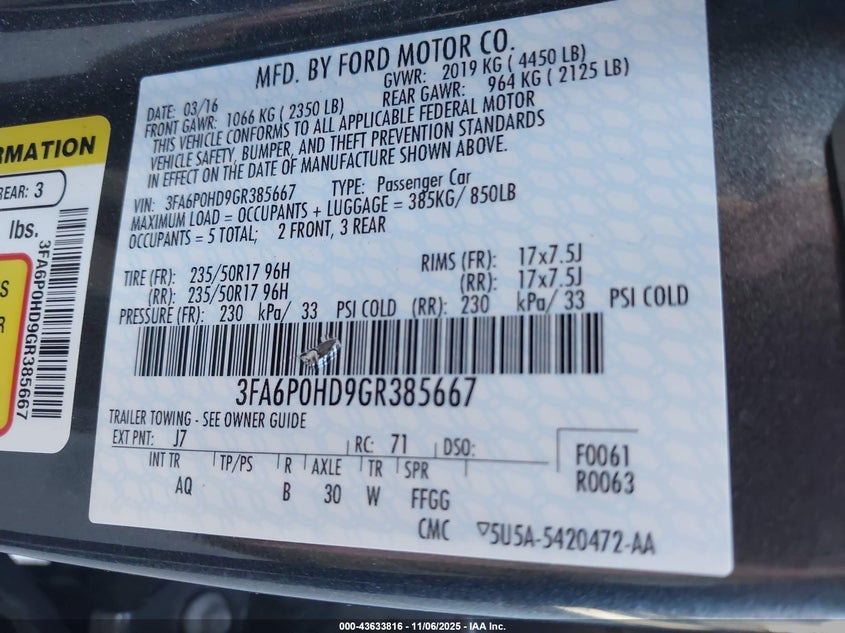 MFD. BY FORD MOTOR CO.
DATE: 03/16 GVWR: 2019 KG ( 4450 LB)
FRONT GAWR: 1066 KG ( 2350 LB) REAR GAWR: 964 KG ( 2125 LB)
THIS VEHICLE CONFORMS TO ALL APPLICABLE FEDERAL MOTOR
VEHICLE SAFETY, BUMPER, AND THEFT PREVENTION STANDARDS
IN EFFECT ON THE DATE OF MANUFACTURE SHOWN ABOVE.
VIN: 3FA6P0HD9GR385667 TYPE: Passenger Car
MAXIMUM LOAD = OCCUPANTS + LUGGAGE = 385KG/ 850LB
OCCUPANTS = 5 TOTAL; 2 FRONT, 3 REAR
TIRE (FR): 235/50R17 96H RIMS (FR): 17x7.5J
(RR): 235/50R17 96H (RR): 17x7.5J
PRESSURE (FR): 230 kPa/ 33 PSI COLD (RR): 230 kPa/ 33 PSI COLD
3FA6P0HD9GR385667
TRAILER TOWING - SEE OWNER GUIDE
EXT PNT: J7 RC: 71 DSO:
INT TR TP/PS R AXLE TR SPR
AQ B 30 W FFGG
F0061
R0063
CMC ▽5U5A-5420472-AA
RMATION
REAR: 3
lbs.
3FA6P0HD9GR385667
S
R
000-43633816 - 11/06/2025 - IAA Inc.